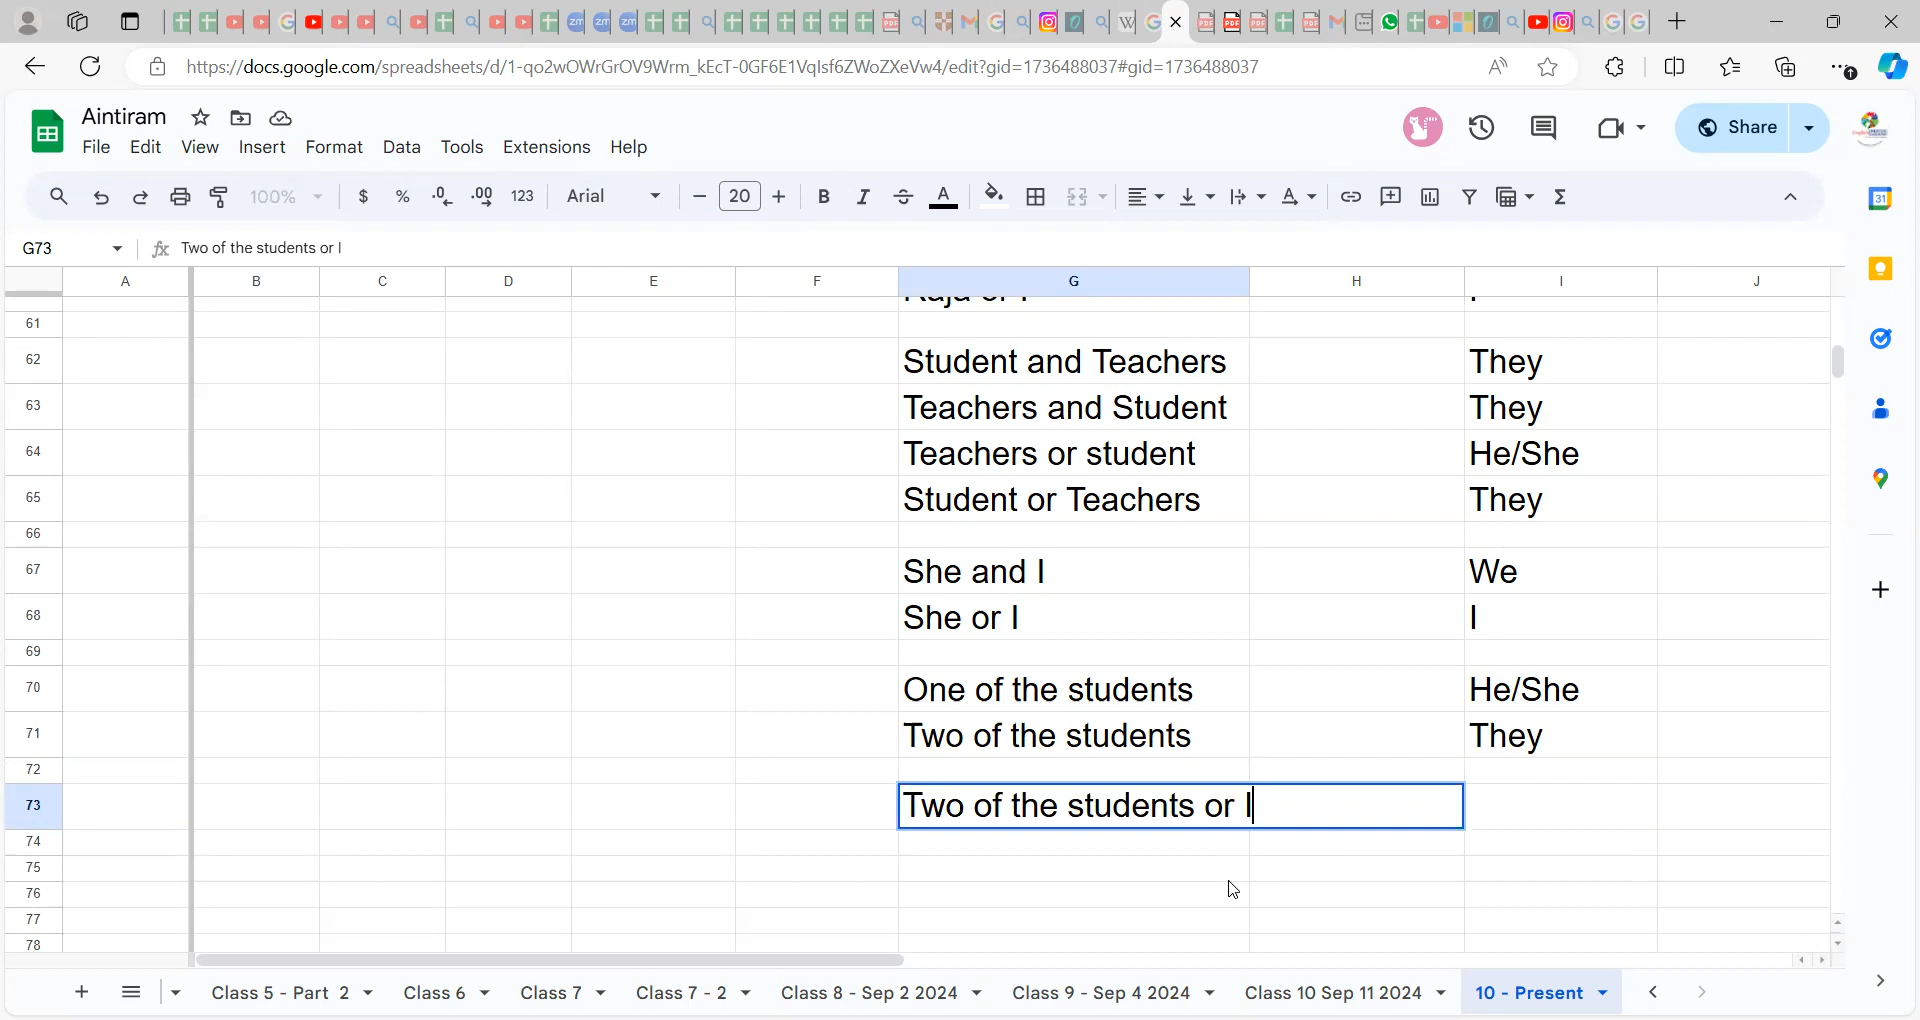 https://docs.google.com/spreadsheets/d/1-qo2wOWrGrOV9Wrm_kEcT-0GF6E1VqIsf6ZWoZXeVw4/edit?gid=1736488037#gid=1736488037
Aintiram
Share
File Edit View Insert Format Data Tools Extensions Help
100% $ % .0 .00 123 Arial 20 B I A Σ
31
G73 fx Two of the students or I
A B C D E F G H I J
Raja or I I
61
62 Student and Teachers They
63 Teachers and Student They
64 Teachers or student He/She
65 Student or Teachers They
66
67 She and I We
68 She or I I
69
70 One of the students He/She
71 Two of the students They
72
73 Two of the students or I
74
75
76
77
78
Class 5 - Part 2 Class 6 Class 7 Class 7 - 2 Class 8 - Sep 2 2024 Class 9 - Sep 4 2024 Class 10 Sep 11 2024 10 - Present